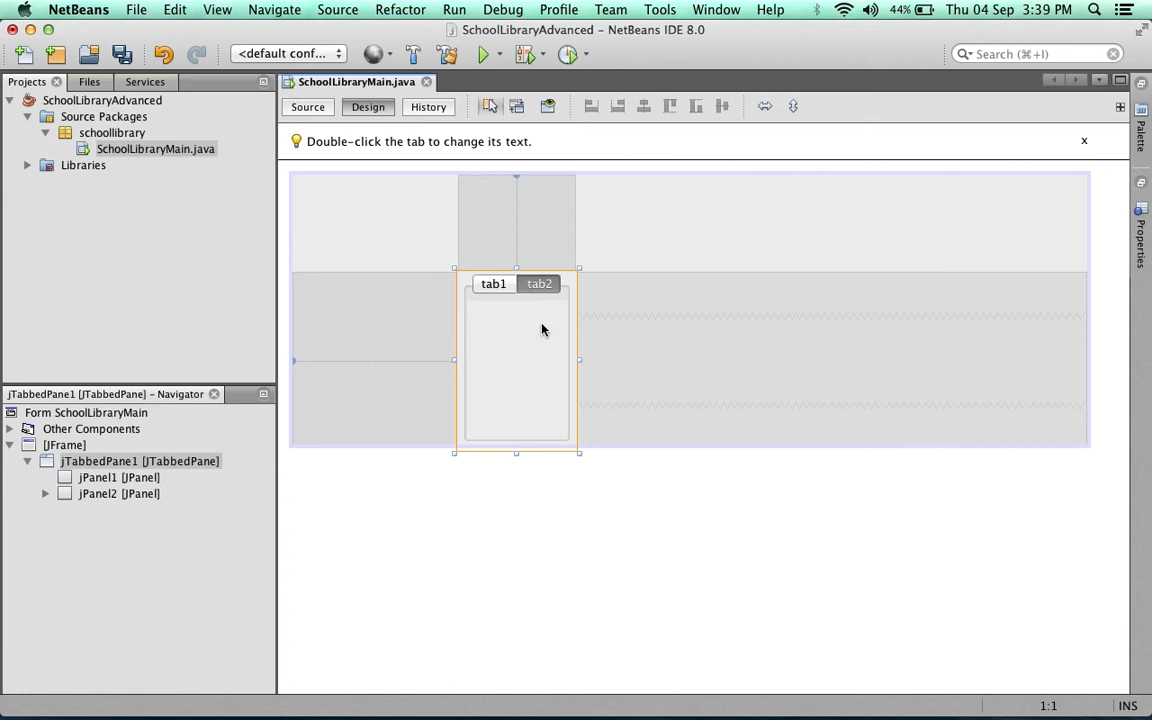 NetBeans File Edit View Navigate Source Refactor Run Debug Profile Team Tools Window Help 44% Thu 04 Sep 3:39 PM
SchoolLibraryAdvanced – NetBeans IDE 8.0
<default conf...
Search (⌘+I)
Projects Files Services
SchoolLibraryMain.java
SchoolLibraryAdvanced
Source Packages
schoollibrary
SchoolLibraryMain.java
Libraries
Source Design History
Double-click the tab to change its text. x
tab1 tab2
Palette
Properties
jTabbedPane1 [JTabbedPane] – Navigator
Form SchoolLibraryMain
Other Components
[JFrame]
jTabbedPane1 [JTabbedPane]
jPanel1 [JPanel]
jPanel2 [JPanel]
1:1 INS